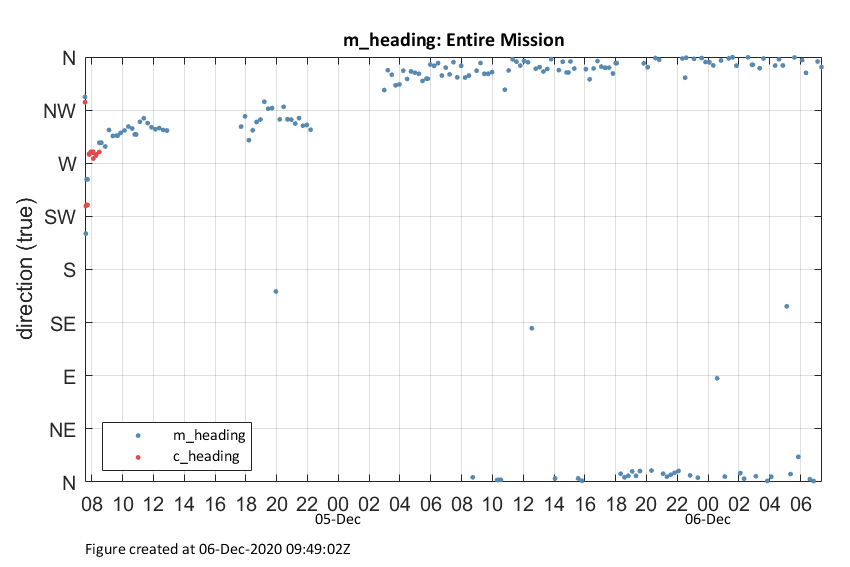 m_heading: Entire Mission
direction (true)
N
NW
W
SW
S
SE
E
NE
N
m_heading
c_heading
08 10 12 14 16 18 20 22 00 02 04 06 08 10 12 14 16 18 20 22 00 02 04 06
05-Dec 06-Dec
Figure created at 06-Dec-2020 09:49:02Z